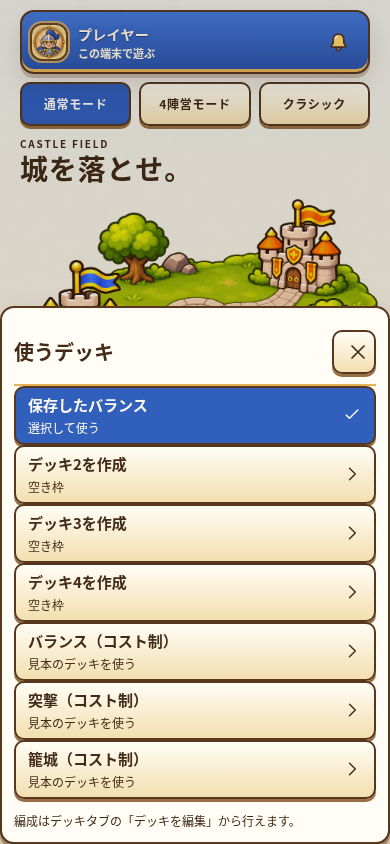 プレイヤー
この端末で遊ぶ
通常モード
4陣営モード
クラシック
CASTLE FIELD
城を落とせ。
使うデッキ
保存したバランス
選択して使う
デッキ2を作成
空き枠
デッキ3を作成
空き枠
デッキ4を作成
空き枠
バランス（コスト制）
見本のデッキを使う
突撃（コスト制）
見本のデッキを使う
籠城（コスト制）
見本のデッキを使う
編成はデッキタブの「デッキを編集」から行えます。